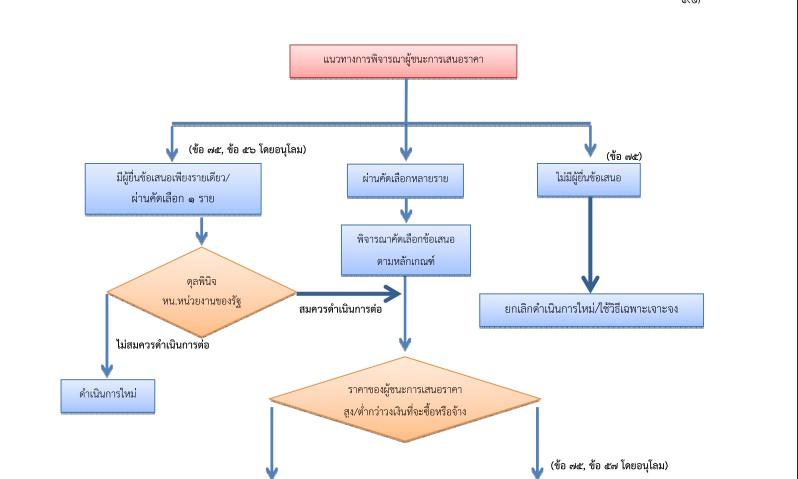 แนวทางการพิจารณาผู้ชนะการเสนอราคา
(ข้อ ๗๕, ข้อ ๕๖ โดยอนุโลม)
(ข้อ ๗๕)
มีผู้ยื่นข้อเสนอเพียงรายเดียว/
ผ่านคัดเลือก ๑ ราย
ผ่านคัดเลือกหลายราย
ไม่มีผู้ยื่นข้อเสนอ
พิจารณาคัดเลือกข้อเสนอ
ตามหลักเกณฑ์
ดุลพินิจ
หน.หน่วยงานของรัฐ
สมควรดำเนินการต่อ
ยกเลิกดำเนินการใหม่/ใช้วิธีเฉพาะเจาะจง
ไม่สมควรดำเนินการต่อ
ดำเนินการใหม่
ราคาของผู้ชนะการเสนอราคา
สูง/ต่ำกว่าวงเงินที่จะซื้อหรือจ้าง
(ข้อ ๗๕, ข้อ ๕๗ โดยอนุโลม)